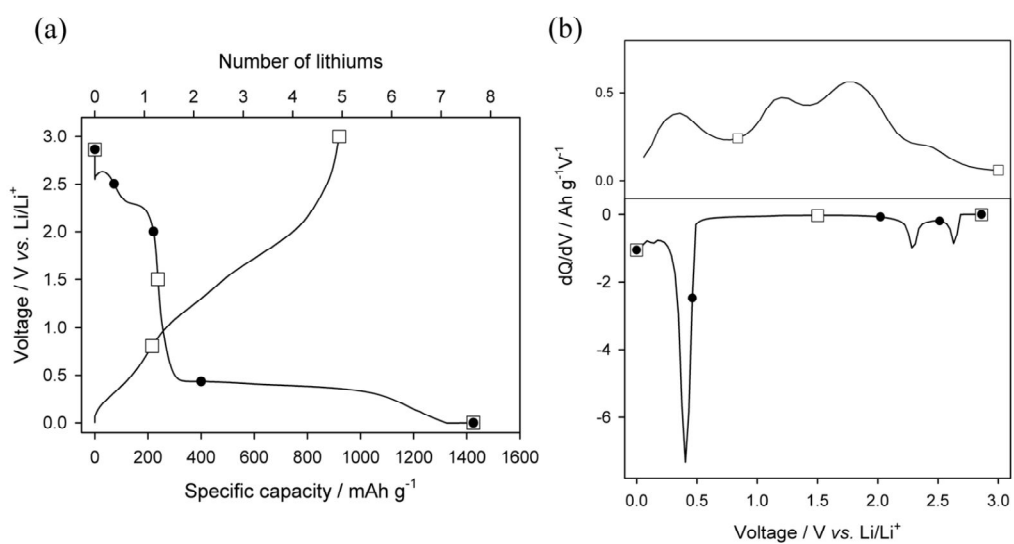 (a)
Number of lithiums
0 1 2 3 4 5 6 7 8
3.0
2.5
2.0
1.5
1.0
0.5
0.0
Voltage / V vs. Li/Li⁺
0 200 400 600 800 1000 1200 1400 1600
Specific capacity / mAh g⁻¹
(b)
0.5
0.0
0
-2
-4
-6
dQ/dV / Ah g⁻¹V⁻¹
0.0 0.5 1.0 1.5 2.0 2.5 3.0
Voltage / V vs. Li/Li⁺